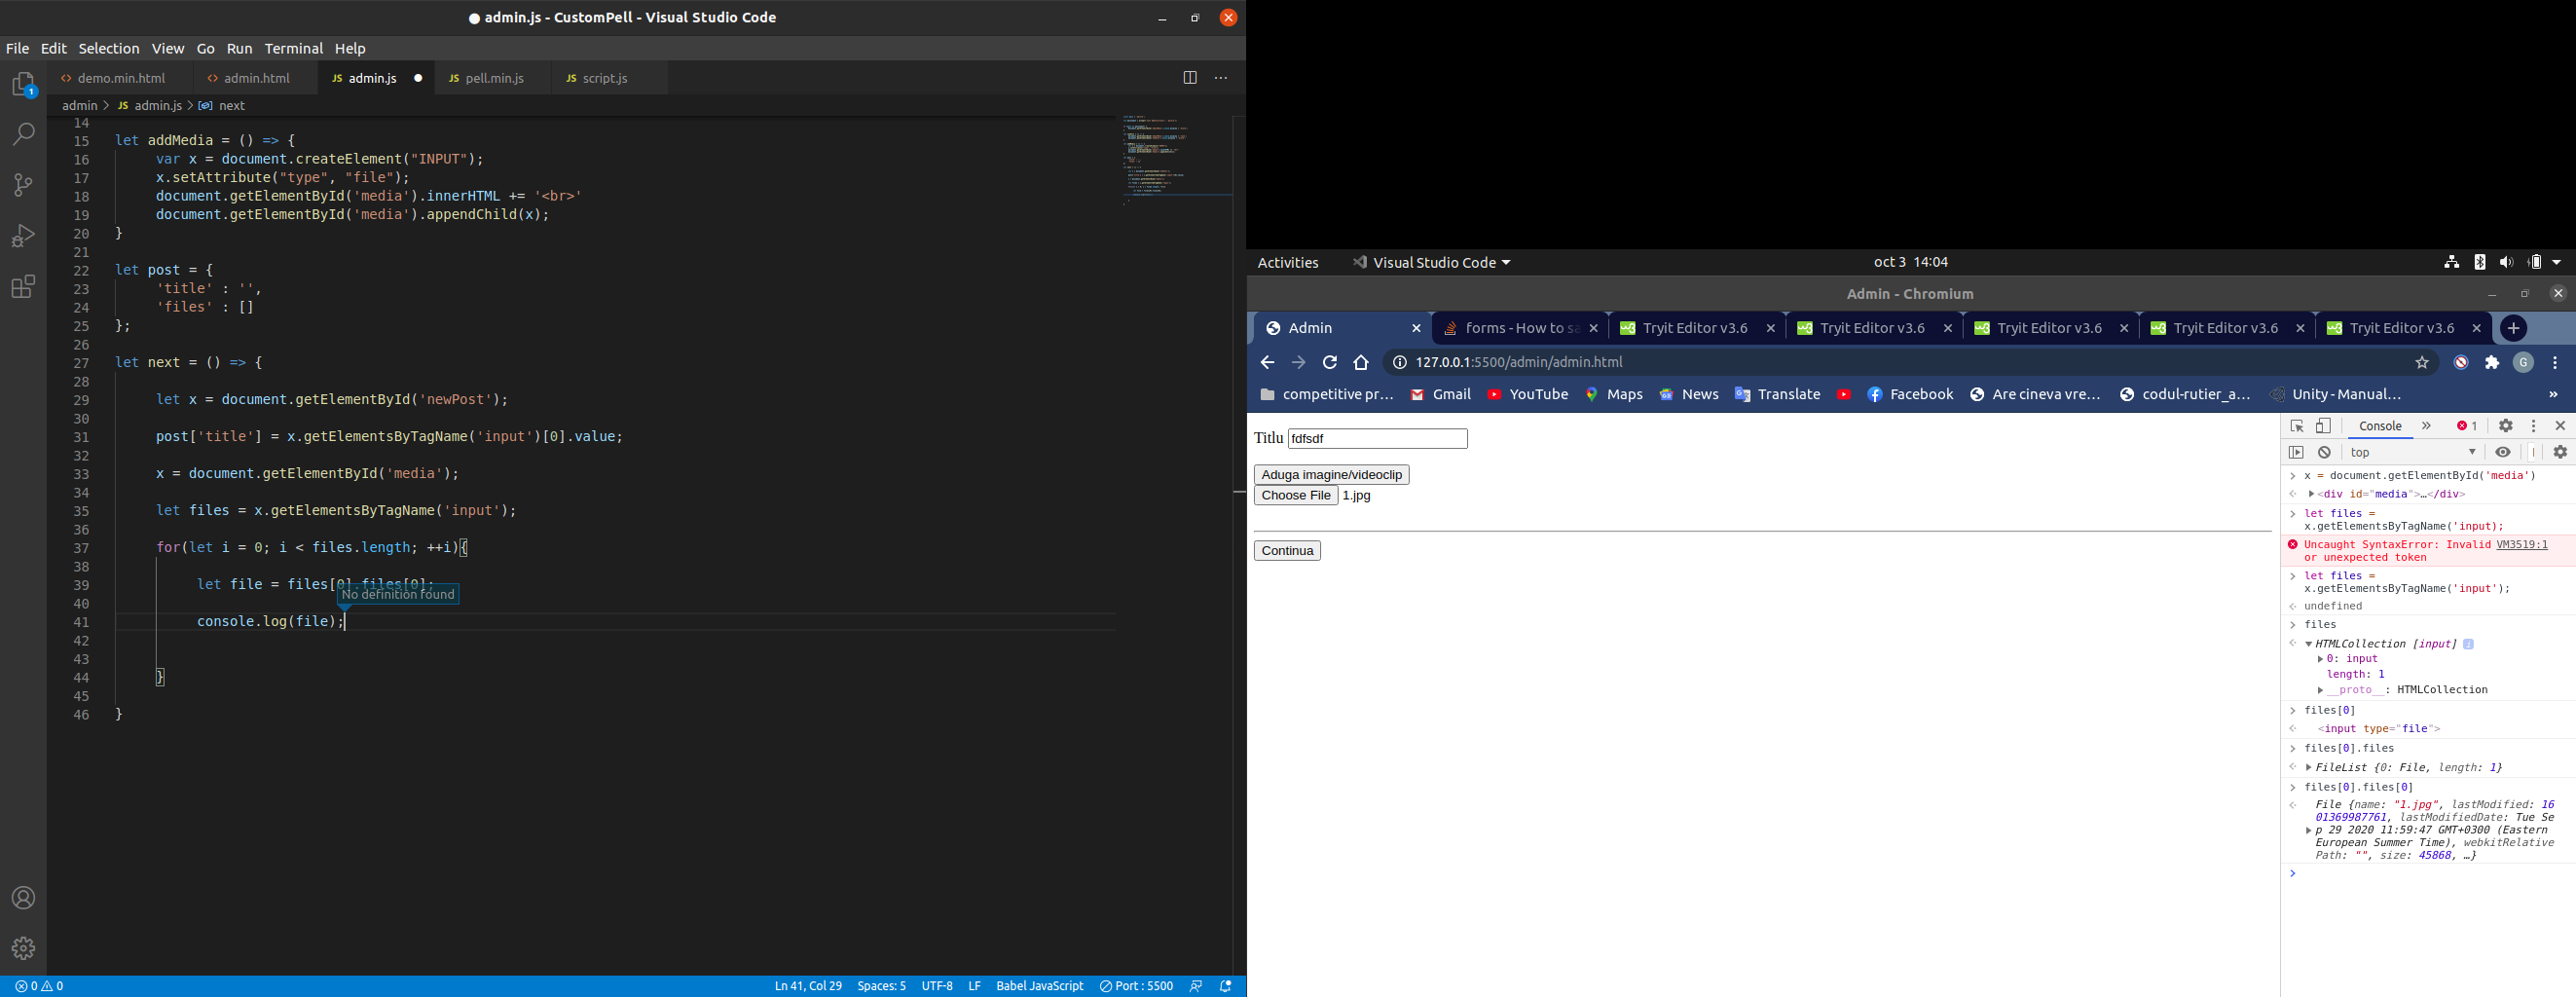 admin.js - CustomPell - Visual Studio Code
File Edit Selection View Go Run Terminal Help
demo.min.html admin.html JS admin.js JS pell.min.js JS script.js
1
admin > JS admin.js > next
14
15 let addMedia = () => {
16 var x = document.createElement("INPUT");
17 x.setAttribute("type", "file");
18 document.getElementById('media').innerHTML += '<br>'
19 document.getElementById('media').appendChild(x);
20 }
21
22 let post = {
23 'title' : '',
24 'files' : []
25 };
26
27 let next = () => {
28
29 let x = document.getElementById('newPost');
30
31 post['title'] = x.getElementsByTagName('input')[0].value;
32
33 x = document.getElementById('media');
34
35 let files = x.getElementsByTagName('input');
36
37 for(let i = 0; i < files.length; ++i){
38
39 let file = files[0].files[0];
No definition found
40
41 console.log(file);
42
43
44 }
45
46 }
0 0 Ln 41, Col 29 Spaces: 5 UTF-8 LF Babel JavaScript Port : 5500
Activities Visual Studio Code oct 3 14:04
Admin - Chromium
Admin forms - How to sa Tryit Editor v3.6 Tryit Editor v3.6 Tryit Editor v3.6 Tryit Editor v3.6 Tryit Editor v3.6
127.0.0.1:5500/admin/admin.html G
competitive pr... Gmail YouTube Maps News Translate Facebook Are cineva vre... codul-rutier_a... Unity - Manual... »
Titlu fdfsdf
Aduga imagine/videoclip
Choose File 1.jpg
Continua
Console » 1
top
x = document.getElementById('media')
<div id="media">…</div>
let files =
x.getElementsByTagName('input);
Uncaught SyntaxError: Invalid VM3519:1
or unexpected token
let files =
x.getElementsByTagName('input');
undefined
files
HTMLCollection [input] i
0: input
length: 1
__proto__: HTMLCollection
files[0]
<input type="file">
files[0].files
FileList {0: File, length: 1}
files[0].files[0]
File {name: "1.jpg", lastModified: 16
01369987761, lastModifiedDate: Tue Se
p 29 2020 11:59:47 GMT+0300 (Eastern
European Summer Time), webkitRelative
Path: "", size: 45868, …}